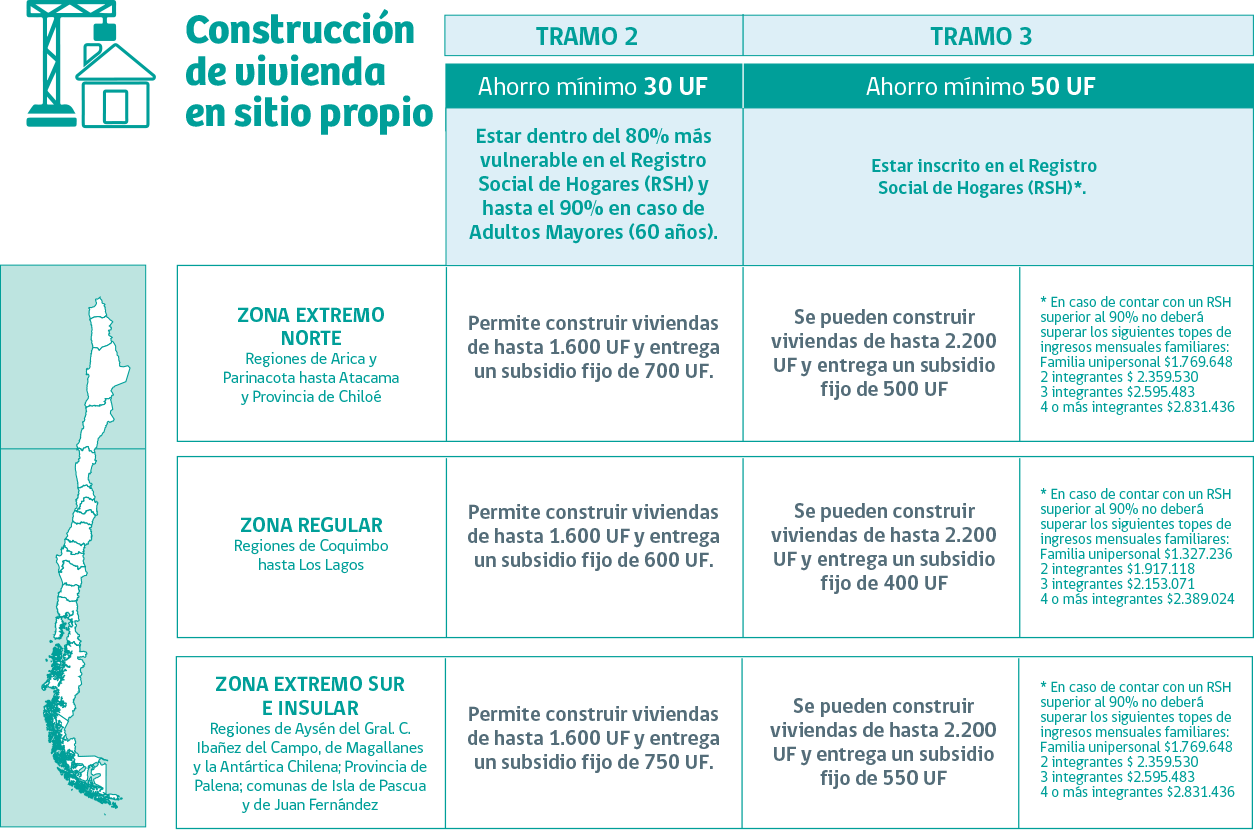 Construcción
de vivienda
en sitio propio
TRAMO 2
TRAMO 3
Ahorro mínimo 30 UF
Ahorro mínimo 50 UF
Estar dentro del 80% más
vulnerable en el Registro
Social de Hogares (RSH) y
hasta el 90% en caso de
Adultos Mayores (60 años).
Estar inscrito en el Registro
Social de Hogares (RSH)*.
ZONA EXTREMO
NORTE
Regiones de Arica y
Parinacota hasta Atacama
y Provincia de Chiloé
Permite construir viviendas
de hasta 1.600 UF y entrega
un subsidio fijo de 700 UF.
Se pueden construir
viviendas de hasta 2.200
UF y entrega un subsidio
fijo de 500 UF
* En caso de contar con un RSH
superior al 90% no deberá
superar los siguientes topes de
ingresos mensuales familiares:
Familia unipersonal $1.769.648
2 integrantes $ 2.359.530
3 integrantes $2.595.483
4 o más integrantes $2.831.436
ZONA REGULAR
Regiones de Coquimbo
hasta Los Lagos
Permite construir viviendas
de hasta 1.600 UF y entrega
un subsidio fijo de 600 UF.
Se pueden construir
viviendas de hasta 2.200
UF y entrega un subsidio
fijo de 400 UF
* En caso de contar con un RSH
superior al 90% no deberá
superar los siguientes topes de
ingresos mensuales familiares:
Familia unipersonal $1.327.236
2 integrantes $1.917.118
3 integrantes $2.153.071
4 o más integrantes $2.389.024
ZONA EXTREMO SUR
E INSULAR
Regiones de Aysén del Gral. C.
Ibañez del Campo, de Magallanes
y la Antártica Chilena; Provincia de
Palena; comunas de Isla de Pascua
y de Juan Fernández
Permite construir viviendas
de hasta 1.600 UF y entrega
un subsidio fijo de 750 UF.
Se pueden construir
viviendas de hasta 2.200
UF y entrega un subsidio
fijo de 550 UF
* En caso de contar con un RSH
superior al 90% no deberá
superar los siguientes topes de
ingresos mensuales familiares:
Familia unipersonal $1.769.648
2 integrantes $ 2.359.530
3 integrantes $2.595.483
4 o más integrantes $2.831.436